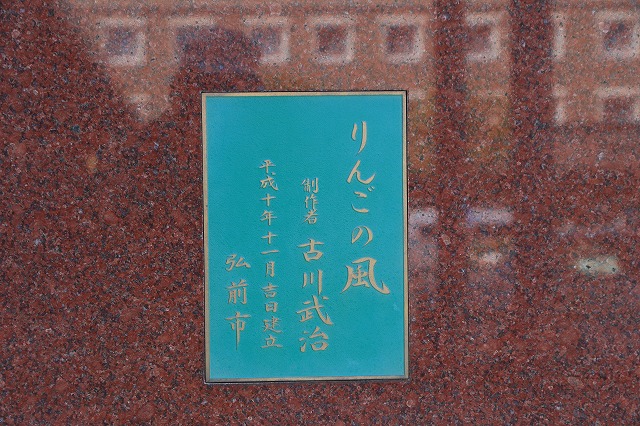 りんごの風
制作者 古川武治
平成十年十一月吉日建立
弘前市